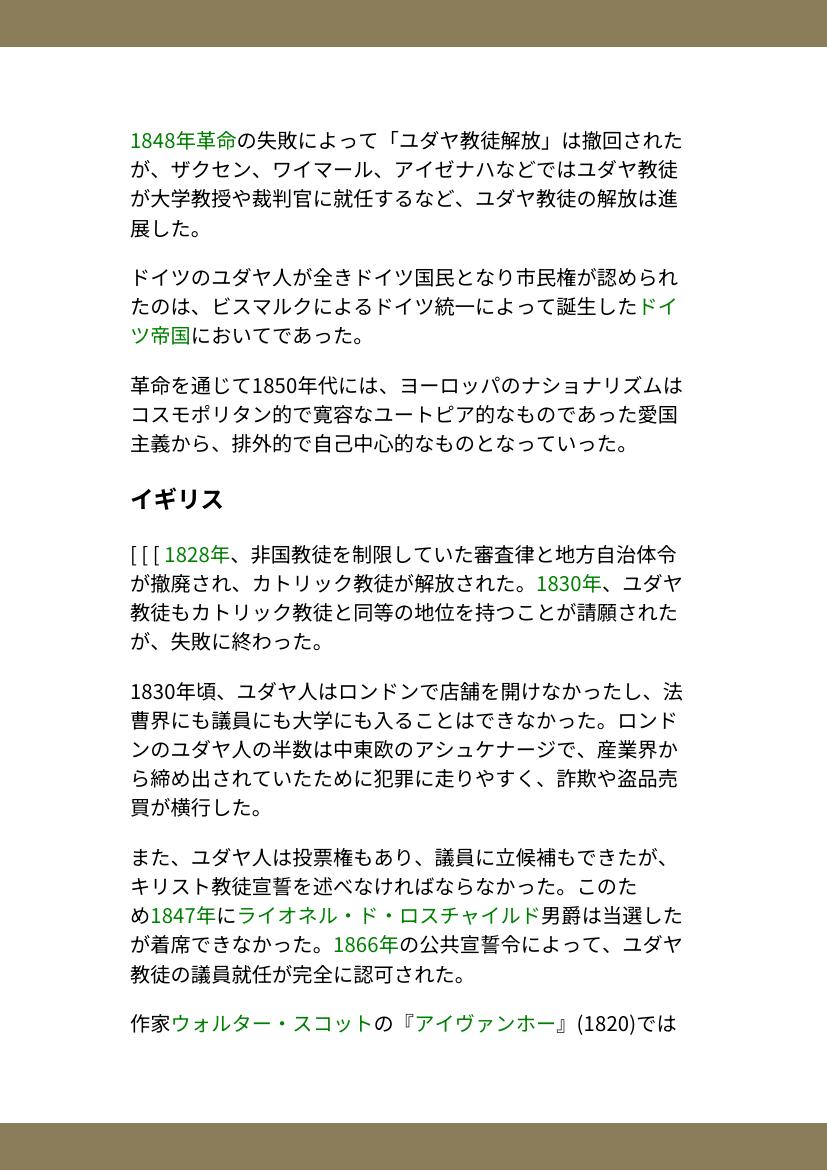 1848年革命の失敗によって「ユダヤ教徒解放」は撤回された
が、ザクセン、ワイマール、アイゼナハなどではユダヤ教徒
が大学教授や裁判官に就任するなど、ユダヤ教徒の解放は進
展した。
ドイツのユダヤ人が全きドイツ国民となり市民権が認められ
たのは、ビスマルクによるドイツ統一によって誕生したドイ
ツ帝国においてであった。
革命を通じて1850年代には、ヨーロッパのナショナリズムは
コスモポリタン的で寛容なユートピア的なものであった愛国
主義から、排外的で自己中心的なものとなっていった。
イギリス
[ [ [ 1828年、非国教徒を制限していた審査律と地方自治体令
が撤廃され、カトリック教徒が解放された。1830年、ユダヤ
教徒もカトリック教徒と同等の地位を持つことが請願された
が、失敗に終わった。
1830年頃、ユダヤ人はロンドンで店舗を開けなかったし、法
曹界にも議員にも大学にも入ることはできなかった。ロンド
ンのユダヤ人の半数は中東欧のアシュケナージで、産業界か
ら締め出されていたために犯罪に走りやすく、詐欺や盗品売
買が横行した。
また、ユダヤ人は投票権もあり、議員に立候補もできたが、
キリスト教徒宣誓を述べなければならなかった。このた
め1847年にライオネル・ド・ロスチャイルド男爵は当選した
が着席できなかった。1866年の公共宣誓令によって、ユダヤ
教徒の議員就任が完全に認可された。
作家ウォルター・スコットの『アイヴァンホー』(1820)では